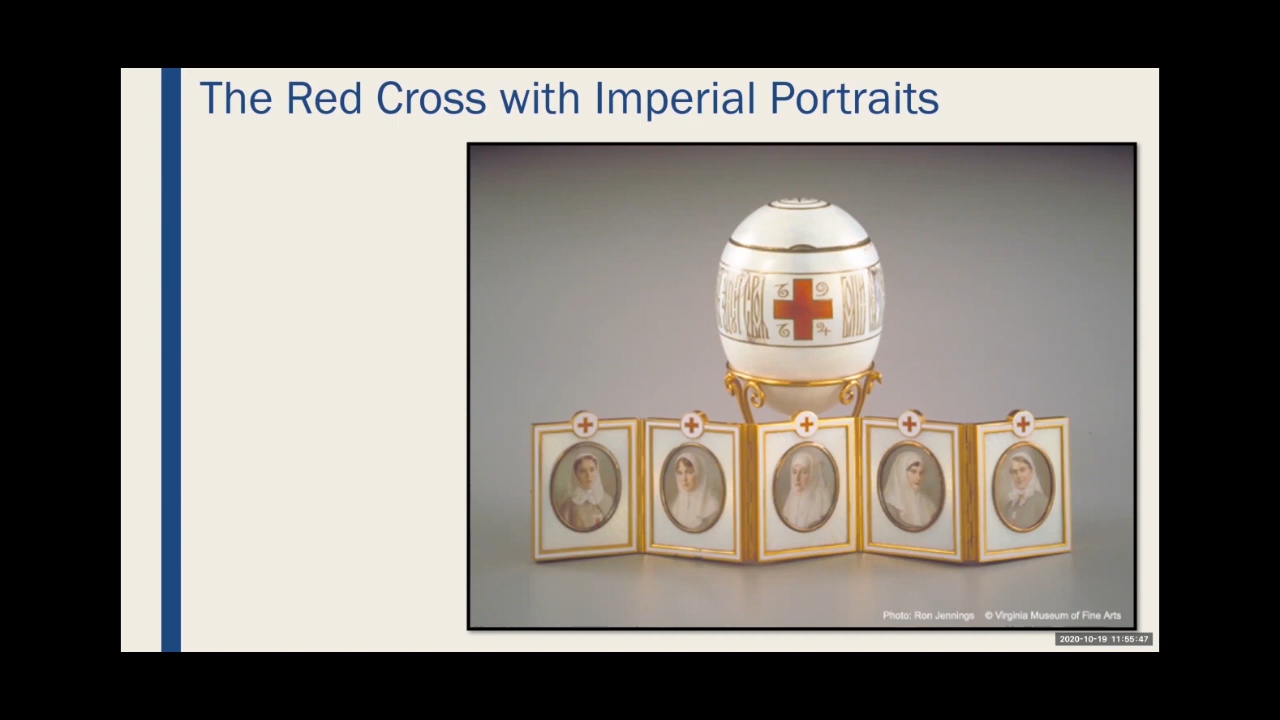 The Red Cross with Imperial Portraits
Photo: Ron Jennings © Virginia Museum of Fine Arts
2020-10-19 11:55:47